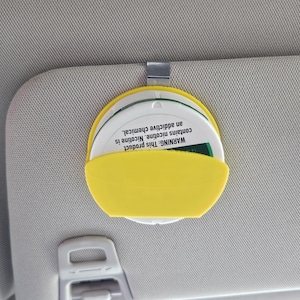 WARNING: This product
contains nicotine. Nicotine is
an addictive chemical.